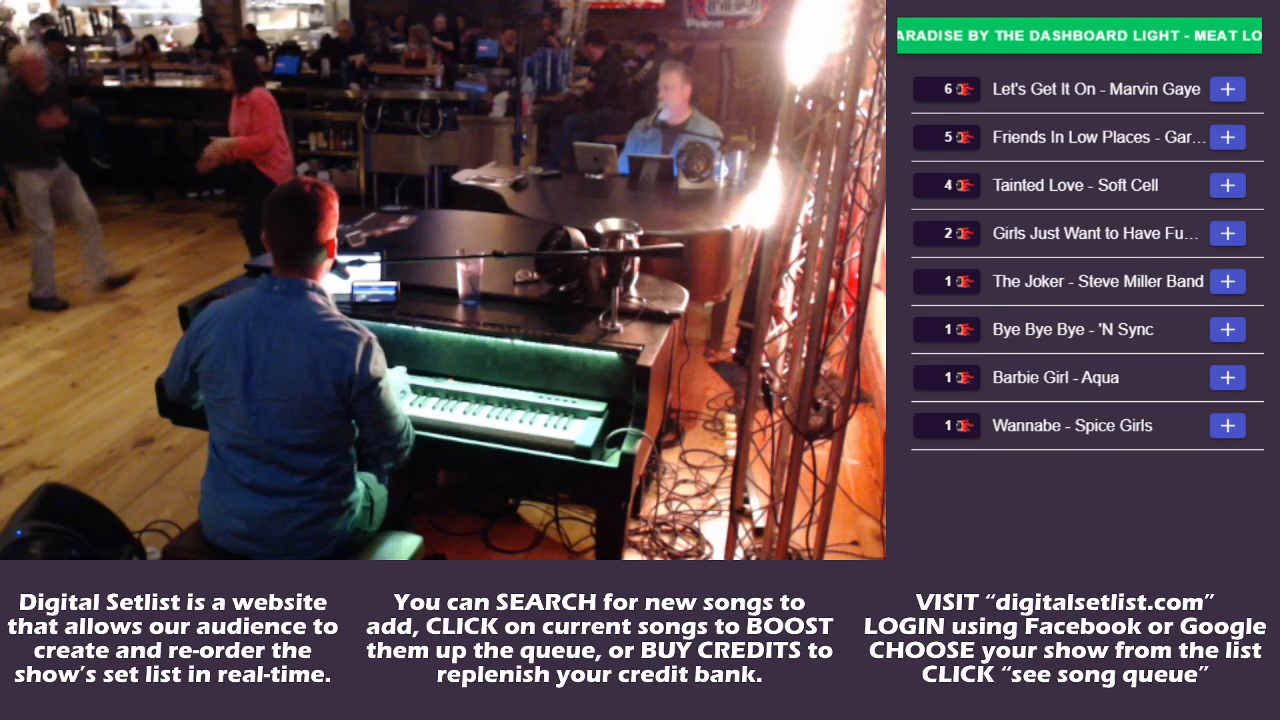 ARADISE BY THE DASHBOARD LIGHT - MEAT LO
6 Let's Get It On - Marvin Gaye +
5 Friends In Low Places - Gar... +
4 Tainted Love - Soft Cell +
2 Girls Just Want to Have Fu... +
1 The Joker - Steve Miller Band +
1 Bye Bye Bye - 'N Sync +
1 Barbie Girl - Aqua +
1 Wannabe - Spice Girls +
Digital Setlist is a website
that allows our audience to
create and re-order the
show's set list in real-time.
You can SEARCH for new songs to
add, CLICK on current songs to BOOST
them up the queue, or BUY CREDITS to
replenish your credit bank.
VISIT “digitalsetlist.com”
LOGIN using Facebook or Google
CHOOSE your show from the list
CLICK “see song queue”